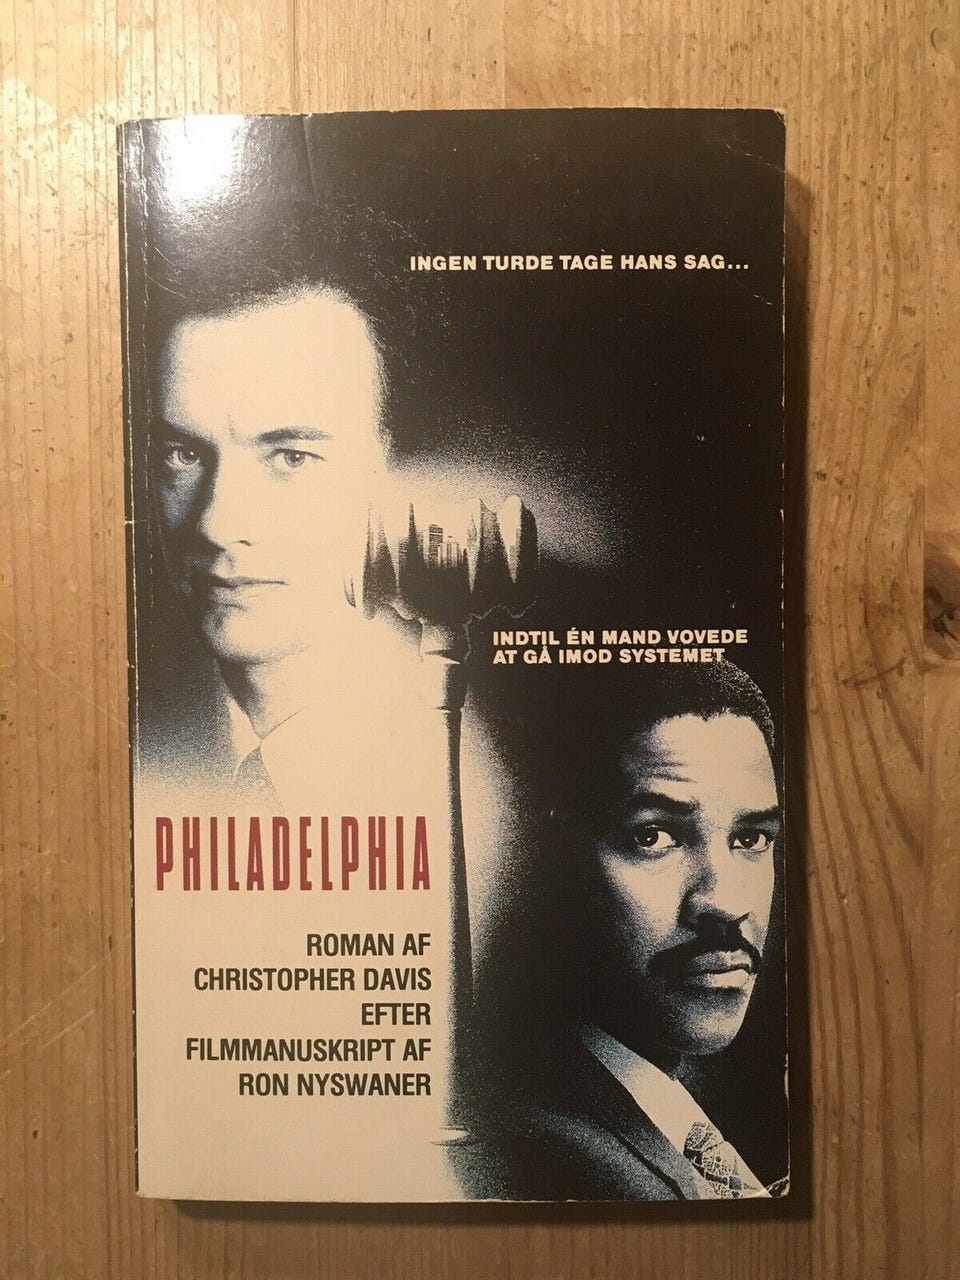 INGEN TURDE TAGE HANS SAG...
INDTIL ÉN MAND VOVEDE
AT GÅ IMOD SYSTEMET
PHILADELPHIA
ROMAN AF
CHRISTOPHER DAVIS
EFTER
FILMMANUSKRIPT AF
RON NYSWANER